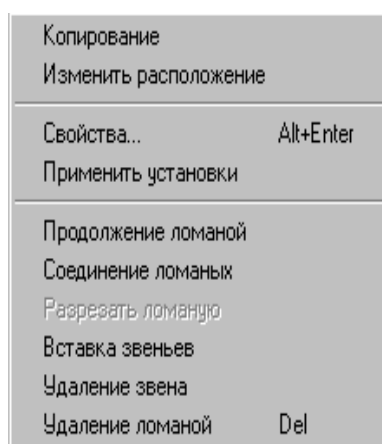 Копирование
Изменить расположение
Свойства... Alt+Enter
Применить установки
Продолжение ломаной
Соединение ломаных
Разрезать ломаную
Вставка звеньев
Удаление звена
Удаление ломаной Del